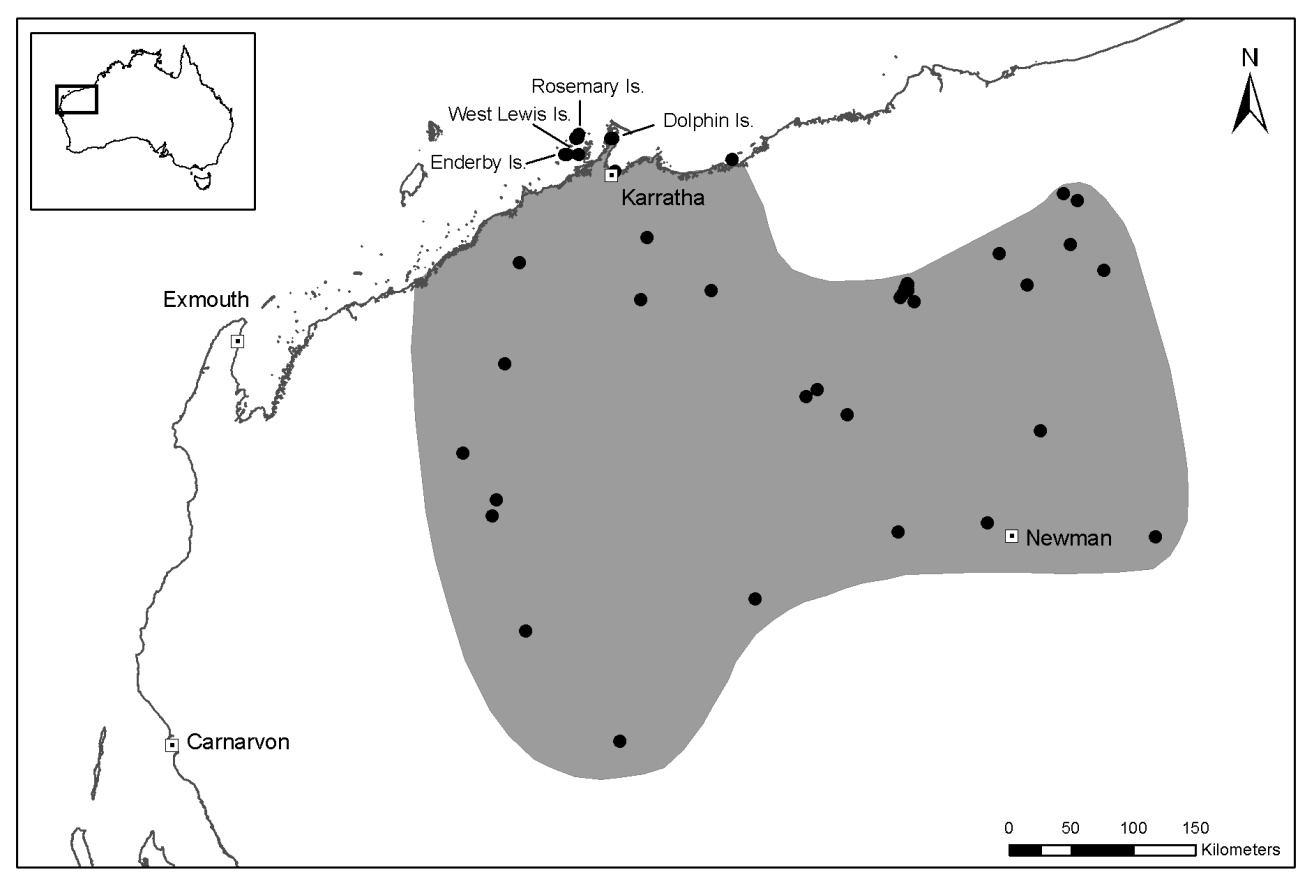 N
Rosemary Is.
West Lewis Is.
Dolphin Is.
Enderby Is.
Karratha
Exmouth
Newman
Carnarvon
0 50 100 150
Kilometers